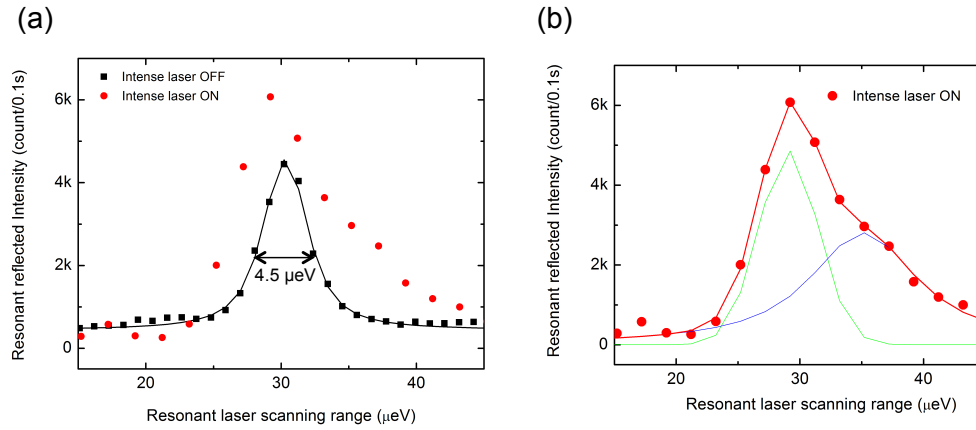 (a)
Resonant reflected Intensity (count/0.1s)
6k
4k
2k
0
Intense laser OFF
Intense laser ON
4.5 µeV
20
30
40
Resonant laser scanning range (µeV)
(b)
Resonant reflected Intensity (count/0.1s)
6k
4k
2k
0
Intense laser ON
20
30
40
Resonant laser scanning range (µeV)